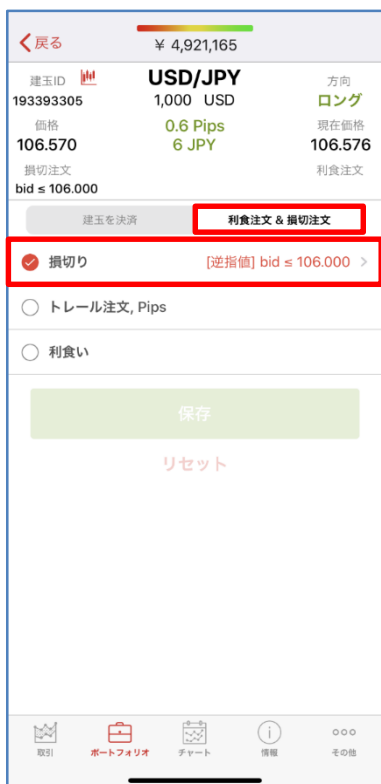 戻る
¥ 4,921,165
建玉ID USD/JPY 方向
193393305 1,000 USD ロング
価格 0.6 Pips 現在価格
106.570 6 JPY 106.576
損切注文 利食注文
bid ≤ 106.000
建玉を決済 利食注文 & 損切注文
損切り [逆指値] bid ≤ 106.000
トレール注文, Pips
利食い
保存
リセット
取引 ポートフォリオ チャート 情報 その他